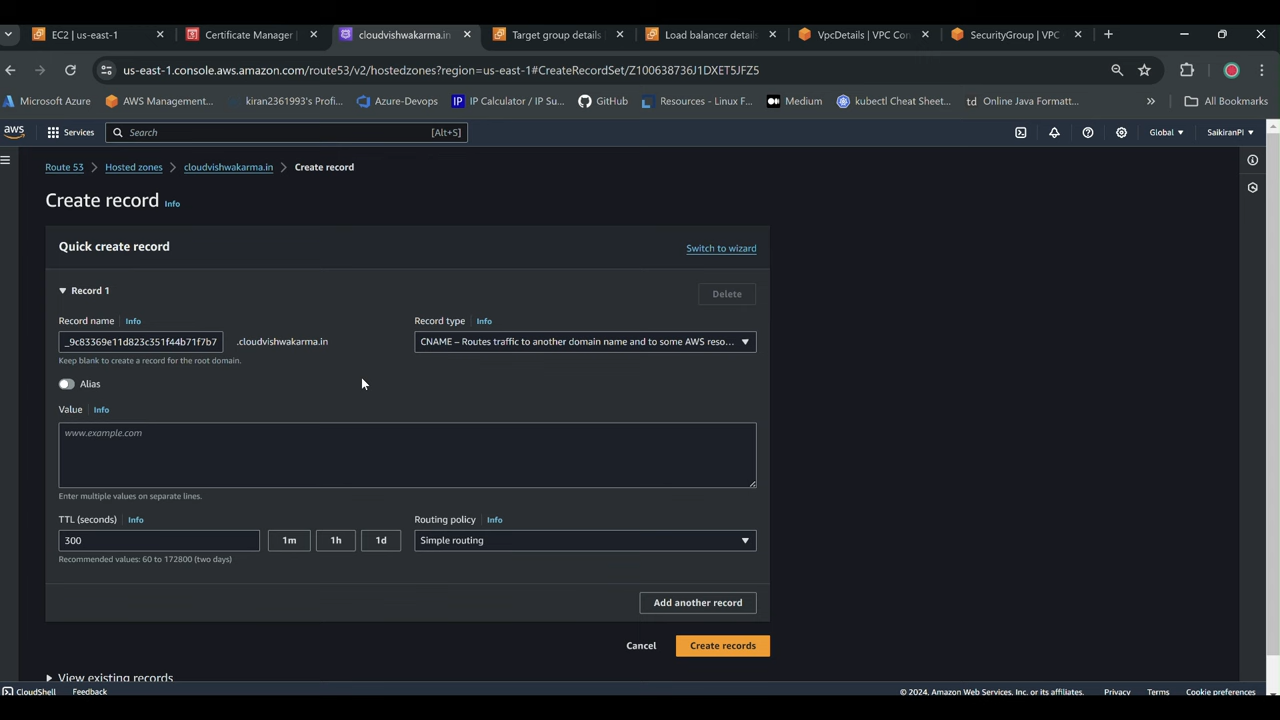 EC2 | us-east-1
Certificate Manager |
cloudvishwakarma.in
Target group details
Load balancer details
VpcDetails | VPC Con
SecurityGroup | VPC
us-east-1.console.aws.amazon.com/route53/v2/hostedzones?region=us-east-1#CreateRecordSet/Z100638736J1DXET5JFZ5
Microsoft Azure
AWS Management...
kiran2361993's Profi...
Azure-Devops
IP IP Calculator / IP Su...
GitHub
Resources - Linux F...
Medium
kubectl Cheat Sheet...
td Online Java Formatt...
All Bookmarks
aws
Services
Search
[Alt+S]
Global
SaikiranPi
Route 53
Hosted zones
cloudvishwakarma.in
Create record
Create record Info
Quick create record
Switch to wizard
Record 1
Delete
Record name Info
Record type Info
_9c83369e11d823c351f44b71f7b7
.cloudvishwakarma.in
CNAME – Routes traffic to another domain name and to some AWS reso...
Keep blank to create a record for the root domain.
Alias
Value Info
www.example.com
Enter multiple values on separate lines.
TTL (seconds) Info
Routing policy Info
300
1m
1h
1d
Simple routing
Recommended values: 60 to 172800 (two days)
Add another record
Cancel
Create records
View existing records
CloudShell
Feedback
© 2024, Amazon Web Services, Inc. or its affiliates.
Privacy
Terms
Cookie preferences